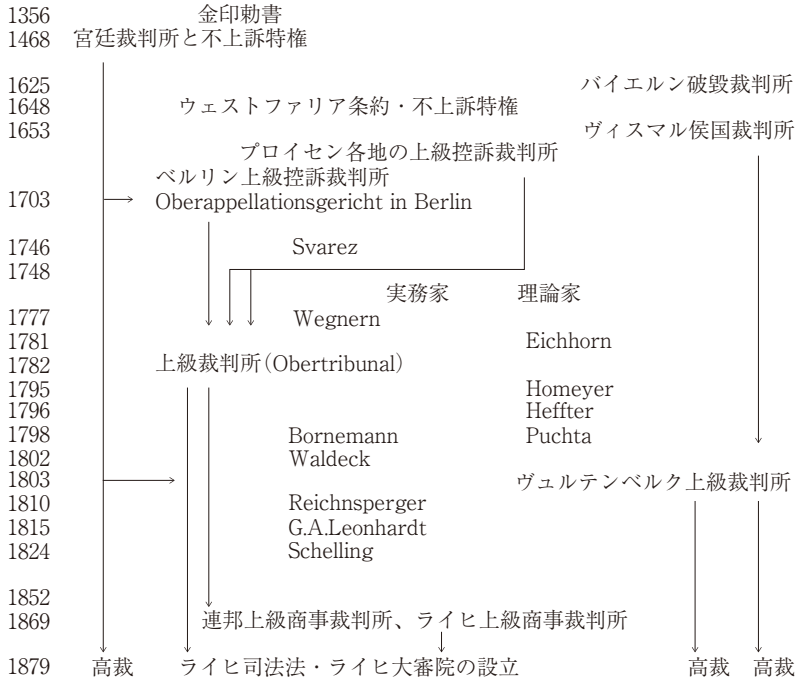 1356 金印勅書
1468 宮廷裁判所と不上訴特権
1625 バイエルン破毀裁判所
1648 ウェストファリア条約・不上訴特権
1653 ヴィスマル侯国裁判所
プロイセン各地の上級控訴裁判所
ベルリン上級控訴裁判所
1703 Oberappellationsgericht in Berlin
1746 Svarez
1748
実務家 理論家
1777 Wegnern
1781 Eichhorn
1782 上級裁判所(Obertribunal)
1795 Homeyer
1796 Heffter
1798 Bornemann Puchta
1802 Waldeck
1803 ヴュルテンベルク上級裁判所
1810 Reichnsperger
1815 G.A.Leonhardt
1824 Schelling
1852
1869 連邦上級商事裁判所、ライヒ上級商事裁判所
1879 高裁 ライヒ司法法・ライヒ大審院の設立 高裁 高裁